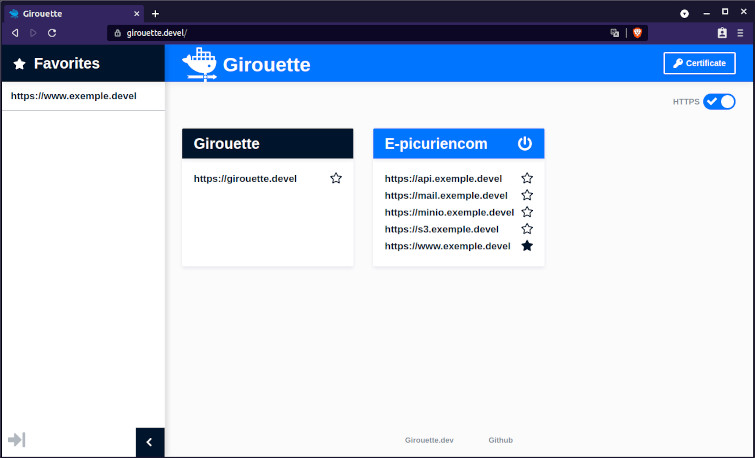 Girouette
girouette.devel/
Favorites
Girouette
Certificate
https://www.exemple.devel
HTTPS
Girouette
https://girouette.devel
E-picuriencom
https://api.exemple.devel
https://mail.exemple.devel
https://minio.exemple.devel
https://s3.exemple.devel
https://www.exemple.devel
Girouette.dev
Github